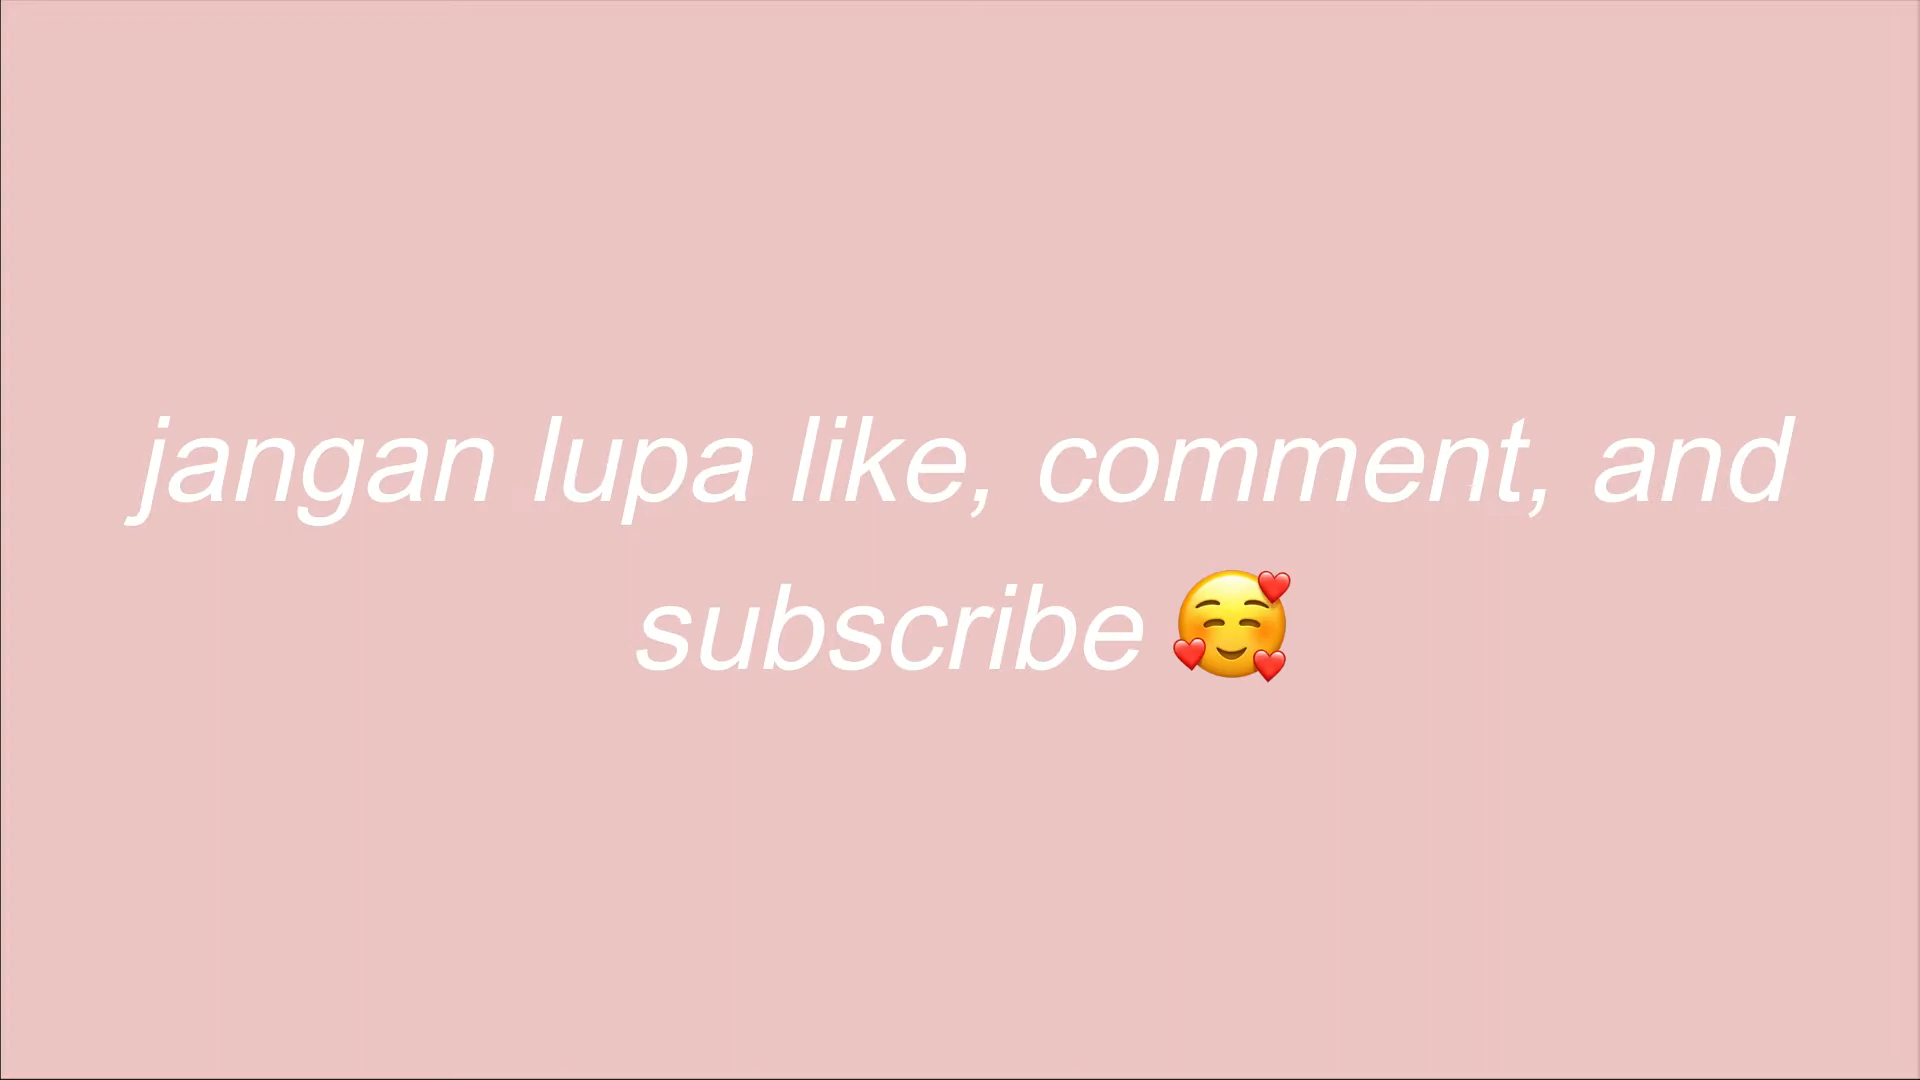 jangan lupa like, comment, and
subscribe 🥰